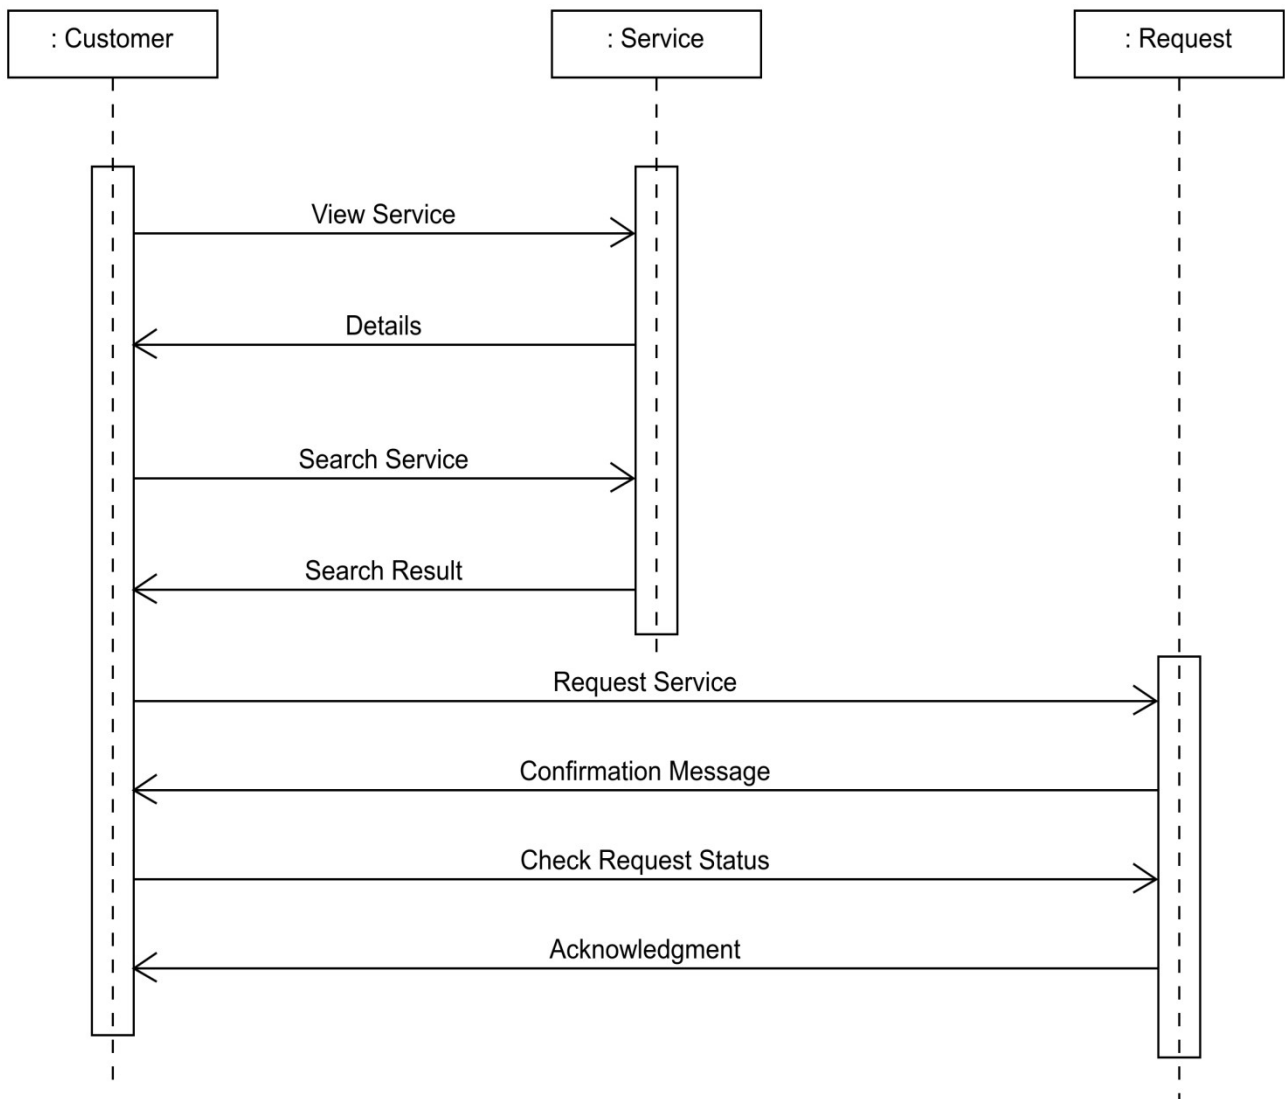 : Customer
: Service
: Request
View Service
Details
Search Service
Search Result
Request Service
Confirmation Message
Check Request Status
Acknowledgment